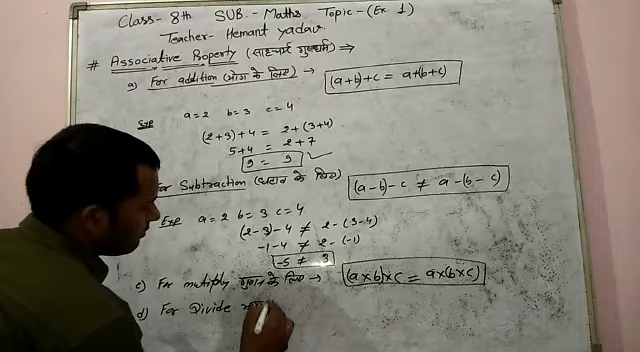 Class- 8th SUB.- Maths Topic-(Ex. 1)
Teacher- Hemant Yadav
# Associative Property (साहचर्य गुणधर्म) ⇒
a) For addition (योग के लिए) → (a+b)+c = a+(b+c)
Exp a=2 b=3 c=4
(2+3)+4 = 2+(3+4)
5+4 = 2+7
9 = 9 ✓
For Subtraction (घटाव के लिए) (a-b)-c ≠ a-(b-c)
Exp a=2 b=3 c=4
(2-3)-4 ≠ 2-(3-4)
-1-4 ≠ 2-(-1)
-5 ≠ 3
c) For mutiply गुणा के लिए → (a×b)×c = a×(b×c)
d) For Divide